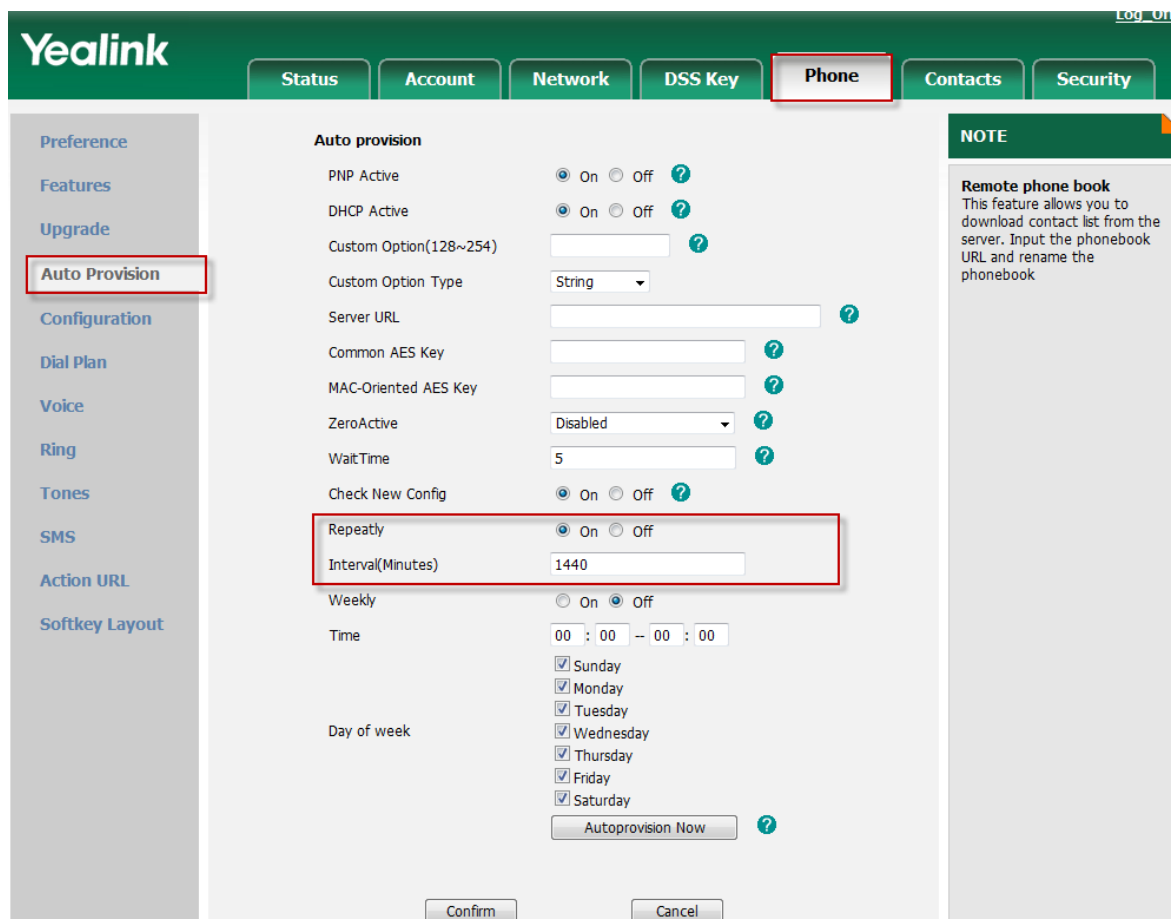 Yealink
Status Account Network DSS Key Phone Contacts Security
Preference
Features
Upgrade
Auto Provision
Configuration
Dial Plan
Voice
Ring
Tones
SMS
Action URL
Softkey Layout
Auto provision
PNP Active On Off ?
DHCP Active On Off ?
Custom Option(128~254) ?
Custom Option Type String
Server URL ?
Common AES Key ?
MAC-Oriented AES Key ?
ZeroActive Disabled ?
WaitTime 5 ?
Check New Config On Off ?
Repeatly On Off
Interval(Minutes) 1440
Weekly On Off
Time 00 : 00 -- 00 : 00
Day of week
Sunday
Monday
Tuesday
Wednesday
Thursday
Friday
Saturday
Autoprovision Now ?
Confirm Cancel
NOTE
Remote phone book
This feature allows you to
download contact list from the
server. Input the phonebook
URL and rename the
phonebook